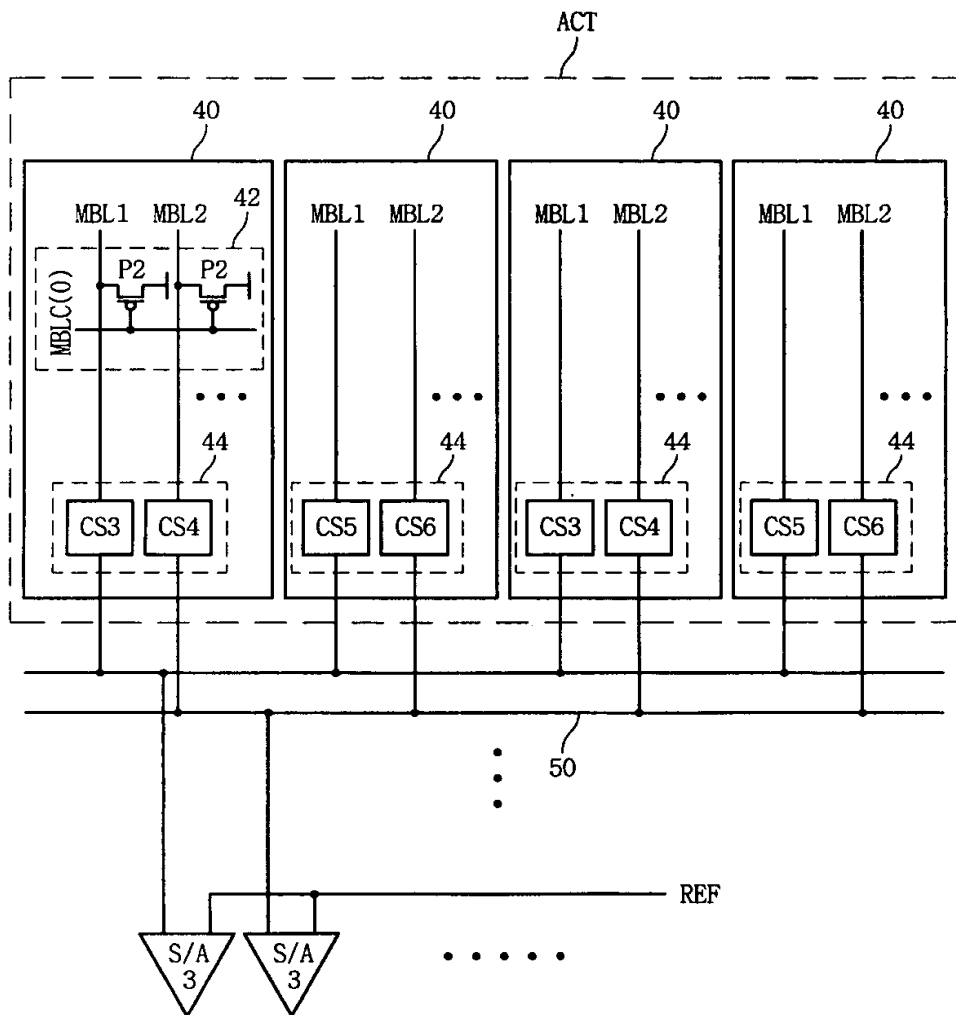 ACT
40 40 40 40
MBL1 MBL2 42 MBL1 MBL2 MBL1 MBL2 MBL1 MBL2
P2 P2
MBLC(0)
44 44 44 44
CS3 CS4 CS5 CS6 CS3 CS4 CS5 CS6
50
REF
S/A S/A
3 3